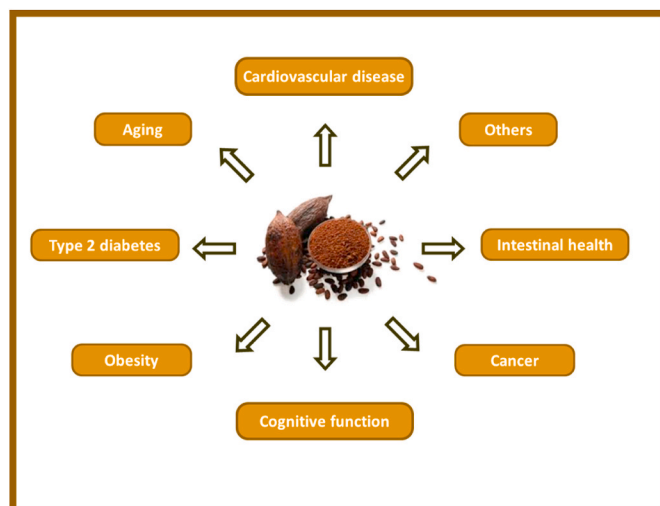 Cardiovascular disease
Aging
Others
Type 2 diabetes
Intestinal health
Obesity
Cancer
Cognitive function